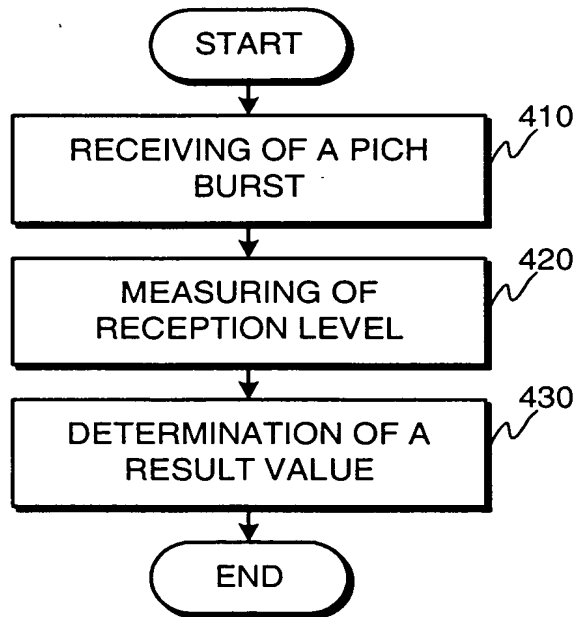 START
410
RECEIVING OF A PICH
BURST
420
MEASURING OF
RECEPTION LEVEL
430
DETERMINATION OF A
RESULT VALUE
END